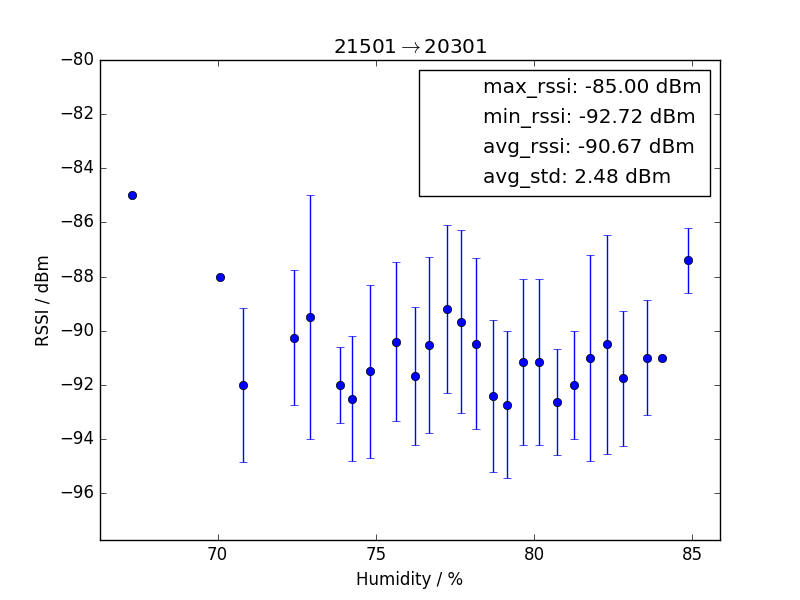 21501→20301
max_rssi: -85.00 dBm
min_rssi: -92.72 dBm
avg_rssi: -90.67 dBm
avg_std: 2.48 dBm
−80
−82
−84
−86
−88
−90
−92
−94
−96
RSSI / dBm
70 75 80 85
Humidity / %